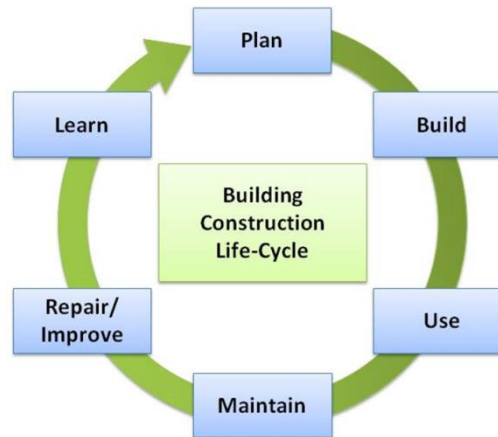 Plan
Build
Use
Maintain
Repair/
Improve
Learn
Building
Construction
Life-Cycle